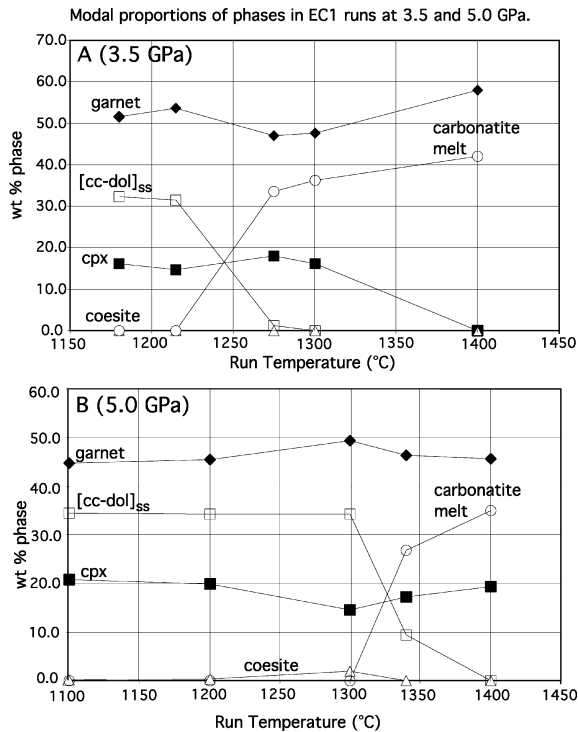 Modal proportions of phases in EC1 runs at 3.5 and 5.0 GPa.
A (3.5 GPa)
70.0
60.0
50.0
40.0
30.0
20.0
10.0
0.0
wt % phase
garnet
carbonatite
melt
[cc-dol]ss
cpx
coesite
1150 1200 1250 1300 1350 1400 1450
Run Temperature (°C)
B (5.0 GPa)
60.0
50.0
40.0
30.0
20.0
10.0
0.0
wt % phase
garnet
[cc-dol]ss
carbonatite
melt
cpx
coesite
1100 1150 1200 1250 1300 1350 1400 1450
Run Temperature (°C)